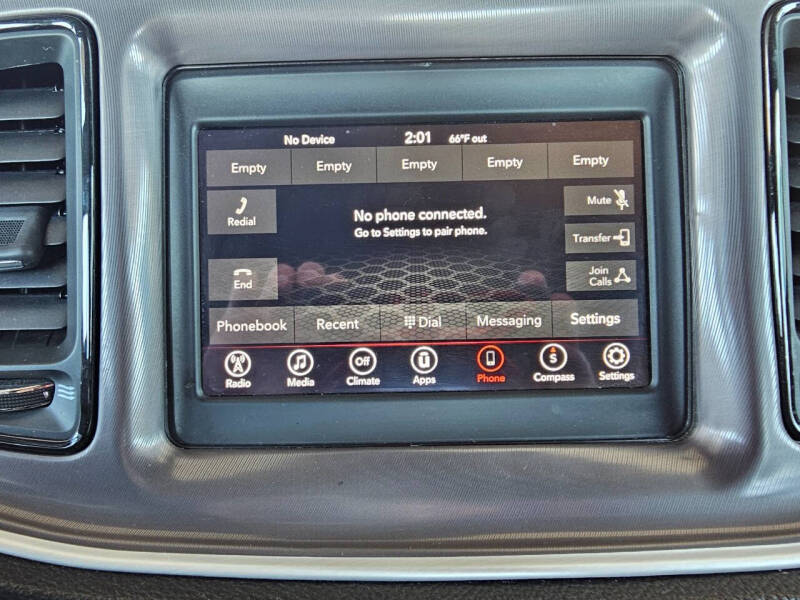 No Device 2:01 66°F out
Empty Empty Empty Empty Empty
Redial
No phone connected.
Go to Settings to pair phone.
Mute
Transfer
End
Join
Calls
Phonebook Recent Dial Messaging Settings
Off S
Radio Media Climate Apps Phone Compass Settings